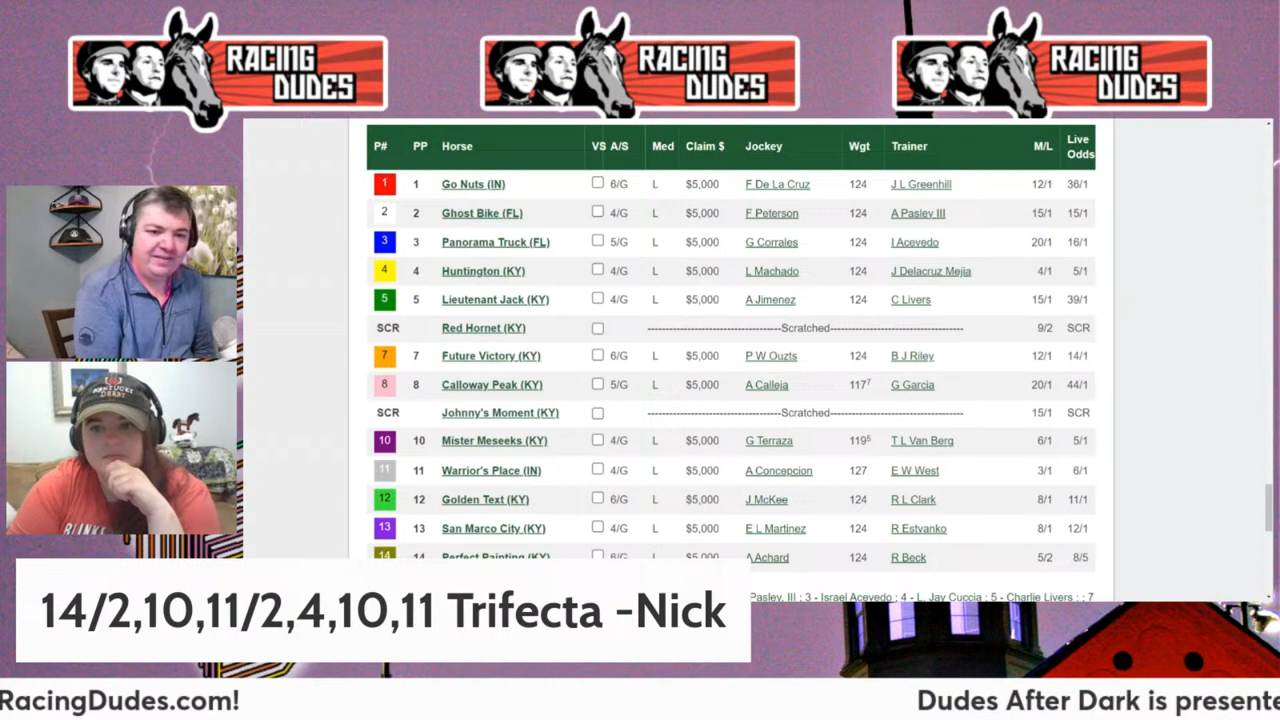 RACING DUDES
RACING DUDES
RACING DUDES
P# PP Horse VS A/S Med Claim $ Jockey Wgt Trainer M/L Live Odds
1 1 Go Nuts (IN) 6/G L $5,000 F De La Cruz 124 J L Greenhill 12/1 36/1
2 2 Ghost Bike (FL) 4/G L $5,000 F Peterson 124 A Pasley III 15/1 15/1
3 3 Panorama Truck (FL) 5/G L $5,000 G Corrales 124 I Acevedo 20/1 16/1
4 4 Huntington (KY) 4/G L $5,000 L Machado 124 J Delacruz Mejia 4/1 5/1
5 5 Lieutenant Jack (KY) 4/G L $5,000 A Jimenez 124 C Livers 15/1 39/1
SCR Red Hornet (KY) --------------------Scratched-------------------- 9/2 SCR
7 7 Future Victory (KY) 6/G L $5,000 P W Ouzts 124 B J Riley 12/1 14/1
8 8 Calloway Peak (KY) 5/G L $5,000 A Calleja 117⁷ G Garcia 20/1 44/1
SCR Johnny's Moment (KY) --------------------Scratched-------------------- 15/1 SCR
10 10 Mister Meseeks (KY) 4/G L $5,000 G Terraza 119⁵ T L Van Berg 6/1 5/1
11 11 Warrior's Place (IN) 4/G L $5,000 A Concepcion 127 E W West 3/1 6/1
12 12 Golden Text (KY) 6/G L $5,000 J McKee 124 R L Clark 8/1 11/1
13 13 San Marco City (KY) 4/G L $5,000 E L Martinez 124 R Estvanko 8/1 12/1
14 14 Perfect Painting (KY) 6/G L $5,000 A Achard 124 R Beck 5/2 8/5
Pasley, III ; 3 - Israel Acevedo ; 4 - L. Jay Cuccia ; 5 - Charlie Livers ; ; 7
KENTUCKY
DERBY
14/2,10,11/2,4,10,11 Trifecta -Nick
RacingDudes.com! Dudes After Dark is presente